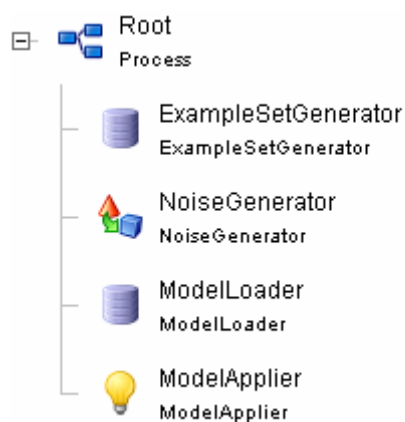 Root
Process
ExampleSetGenerator
ExampleSetGenerator
NoiseGenerator
NoiseGenerator
ModelLoader
ModelLoader
ModelApplier
ModelApplier